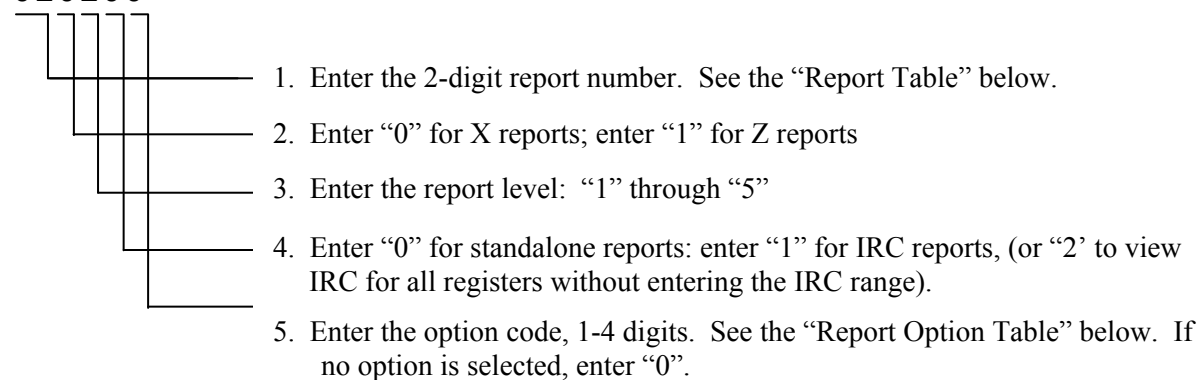 1. Enter the 2-digit report number. See the “Report Table” below.
2. Enter “0” for X reports; enter “1” for Z reports
3. Enter the report level: “1” through “5”
4. Enter “0” for standalone reports: enter “1” for IRC reports, (or “2’ to view
IRC for all registers without entering the IRC range).
5. Enter the option code, 1-4 digits. See the “Report Option Table” below. If
no option is selected, enter “0”.